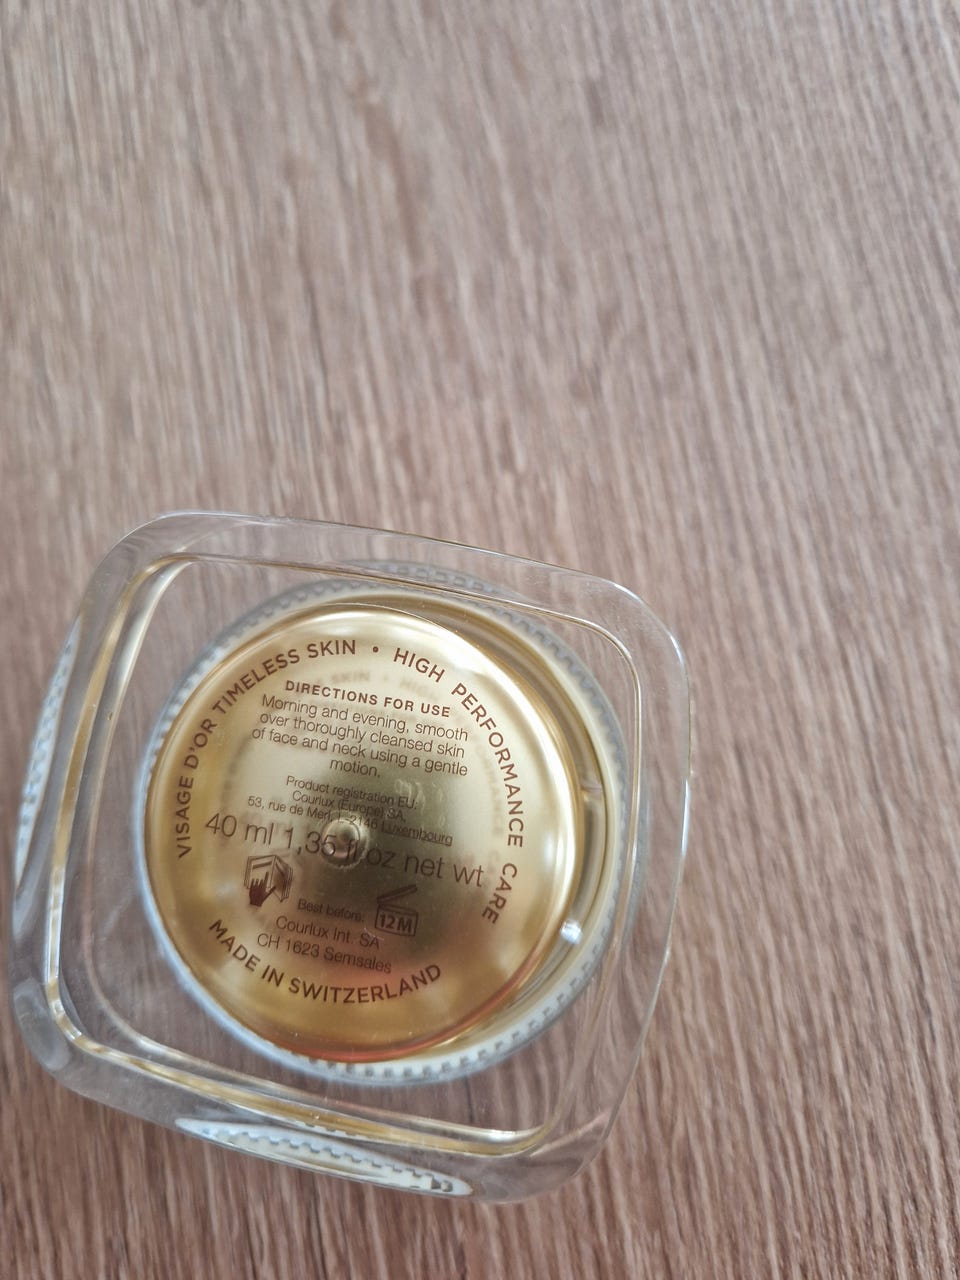 VISAGE D'OR TIMELESS SKIN • HIGH PERFORMANCE CARE
DIRECTIONS FOR USE
Morning and evening, smooth
over thoroughly cleansed skin
of face and neck using a gentle
motion.
Product registration EU:
Courlux (Europe) SA.
53, rue de Merl, L-2146 Luxembourg
40 ml 1,35 fl.oz net wt
Best before:
12M
Courlux Int. SA
CH 1623 Semsales
MADE IN SWITZERLAND